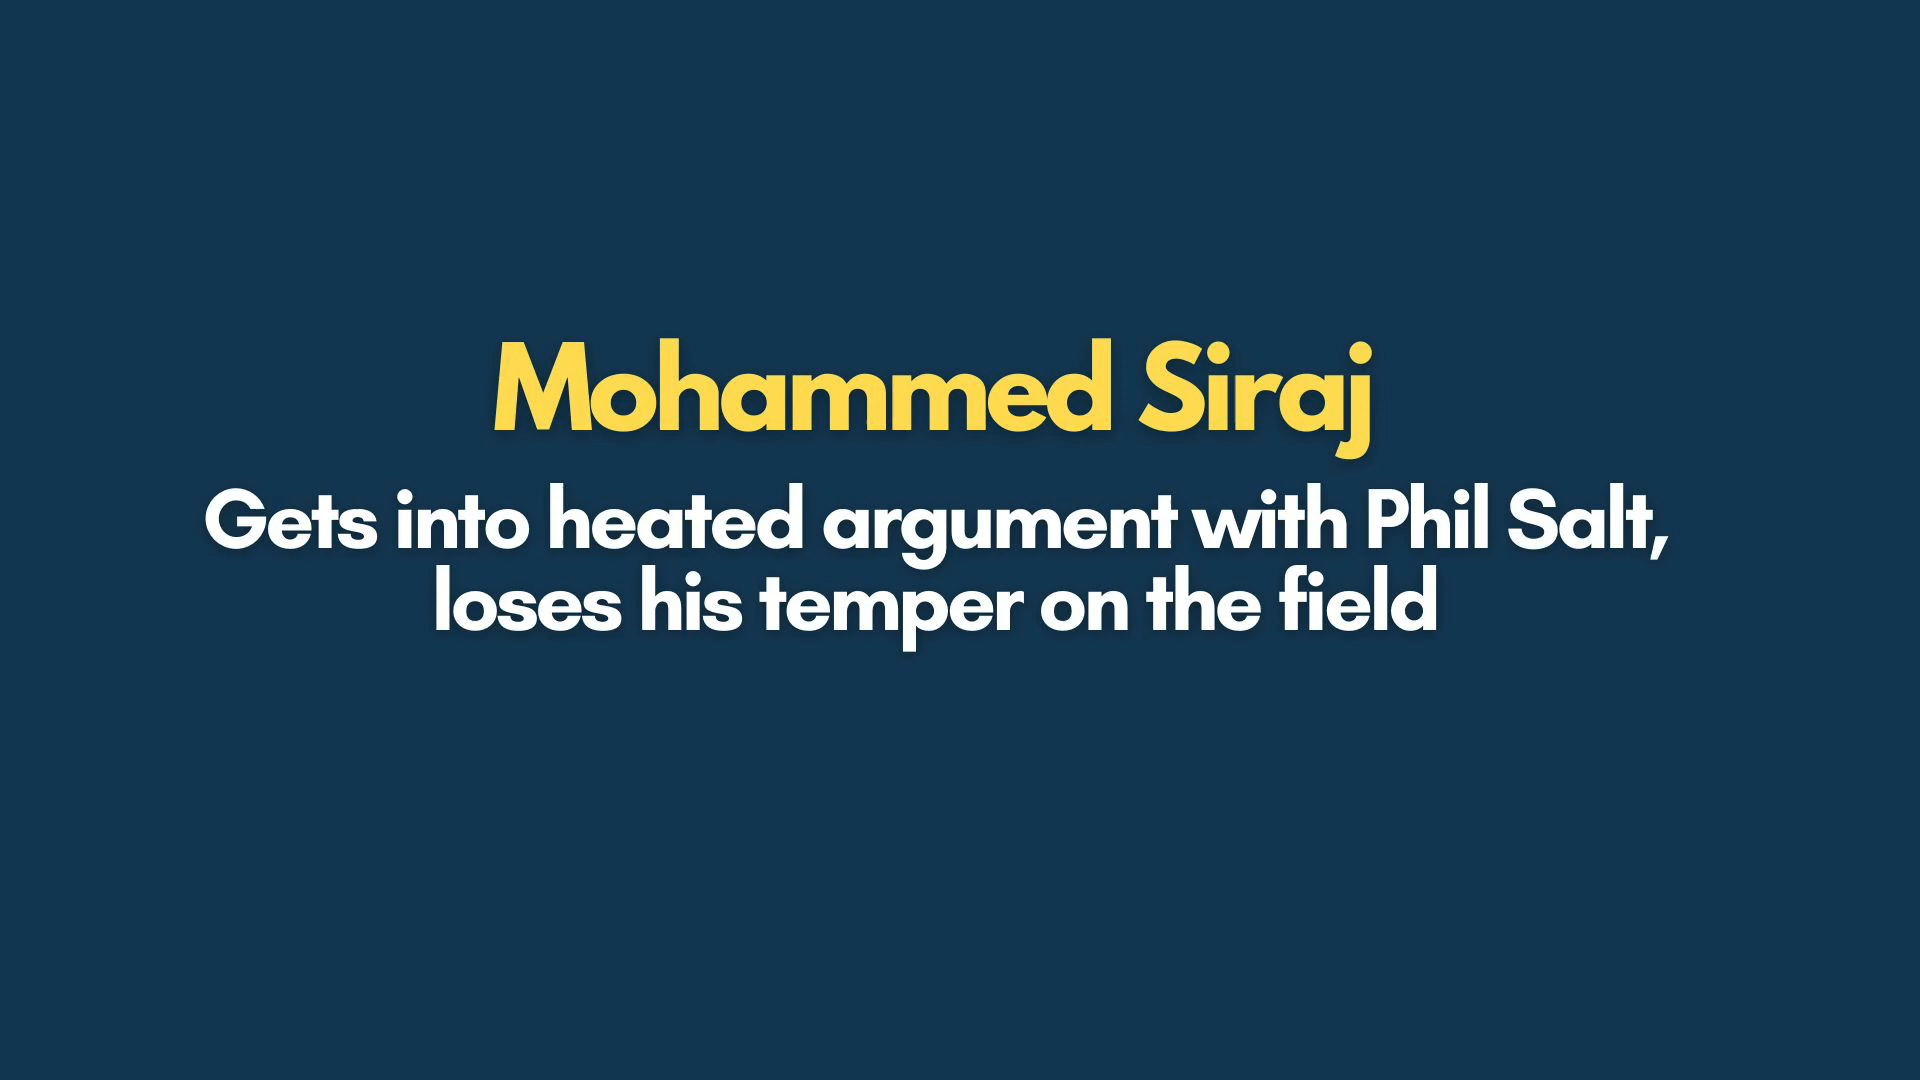 Mohammed Siraj
Gets into heated argument with Phil Salt,
loses his temper on the field